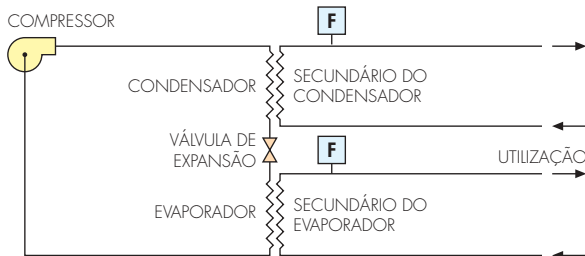 COMPRESSOR
F
CONDENSADOR
SECUNDÁRIO DO
CONDENSADOR
VÁLVULA DE
EXPANSÃO
F
UTILIZAÇÃO
EVAPORADOR
SECUNDÁRIO DO
EVAPORADOR